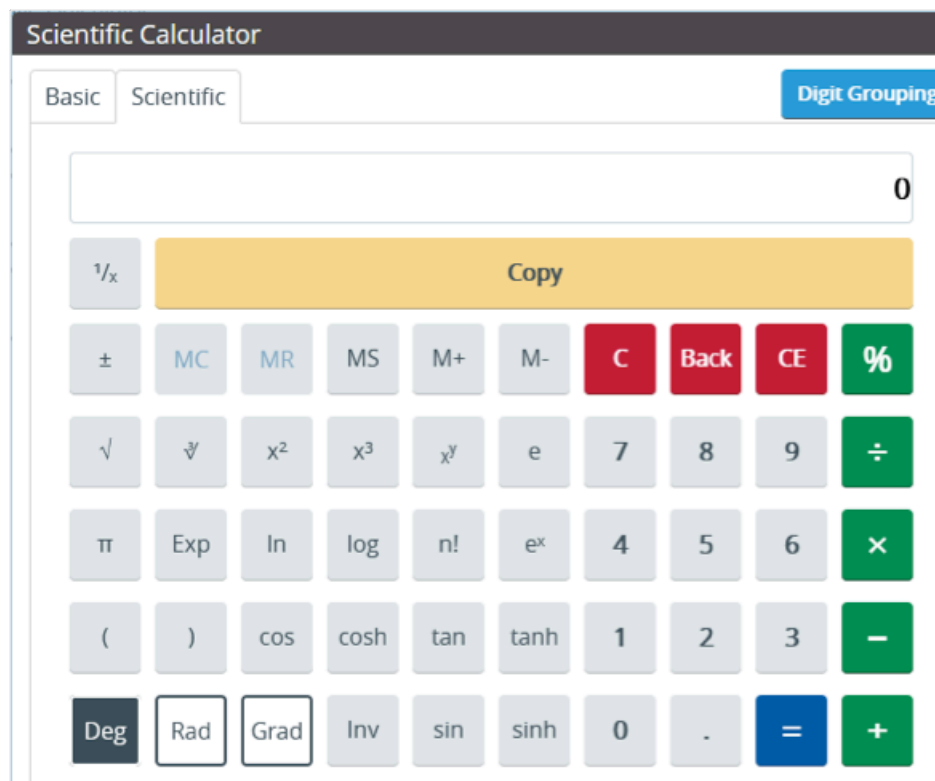 Scientific Calculator
Basic Scientific Digit Grouping
0
¹/ₓ Copy
± MC MR MS M+ M- C Back CE %
√ ∛ x² x³ xʸ e 7 8 9 ÷
π Exp ln log n! eˣ 4 5 6 ×
( ) cos cosh tan tanh 1 2 3 −
Deg Rad Grad Inv sin sinh 0 . = +